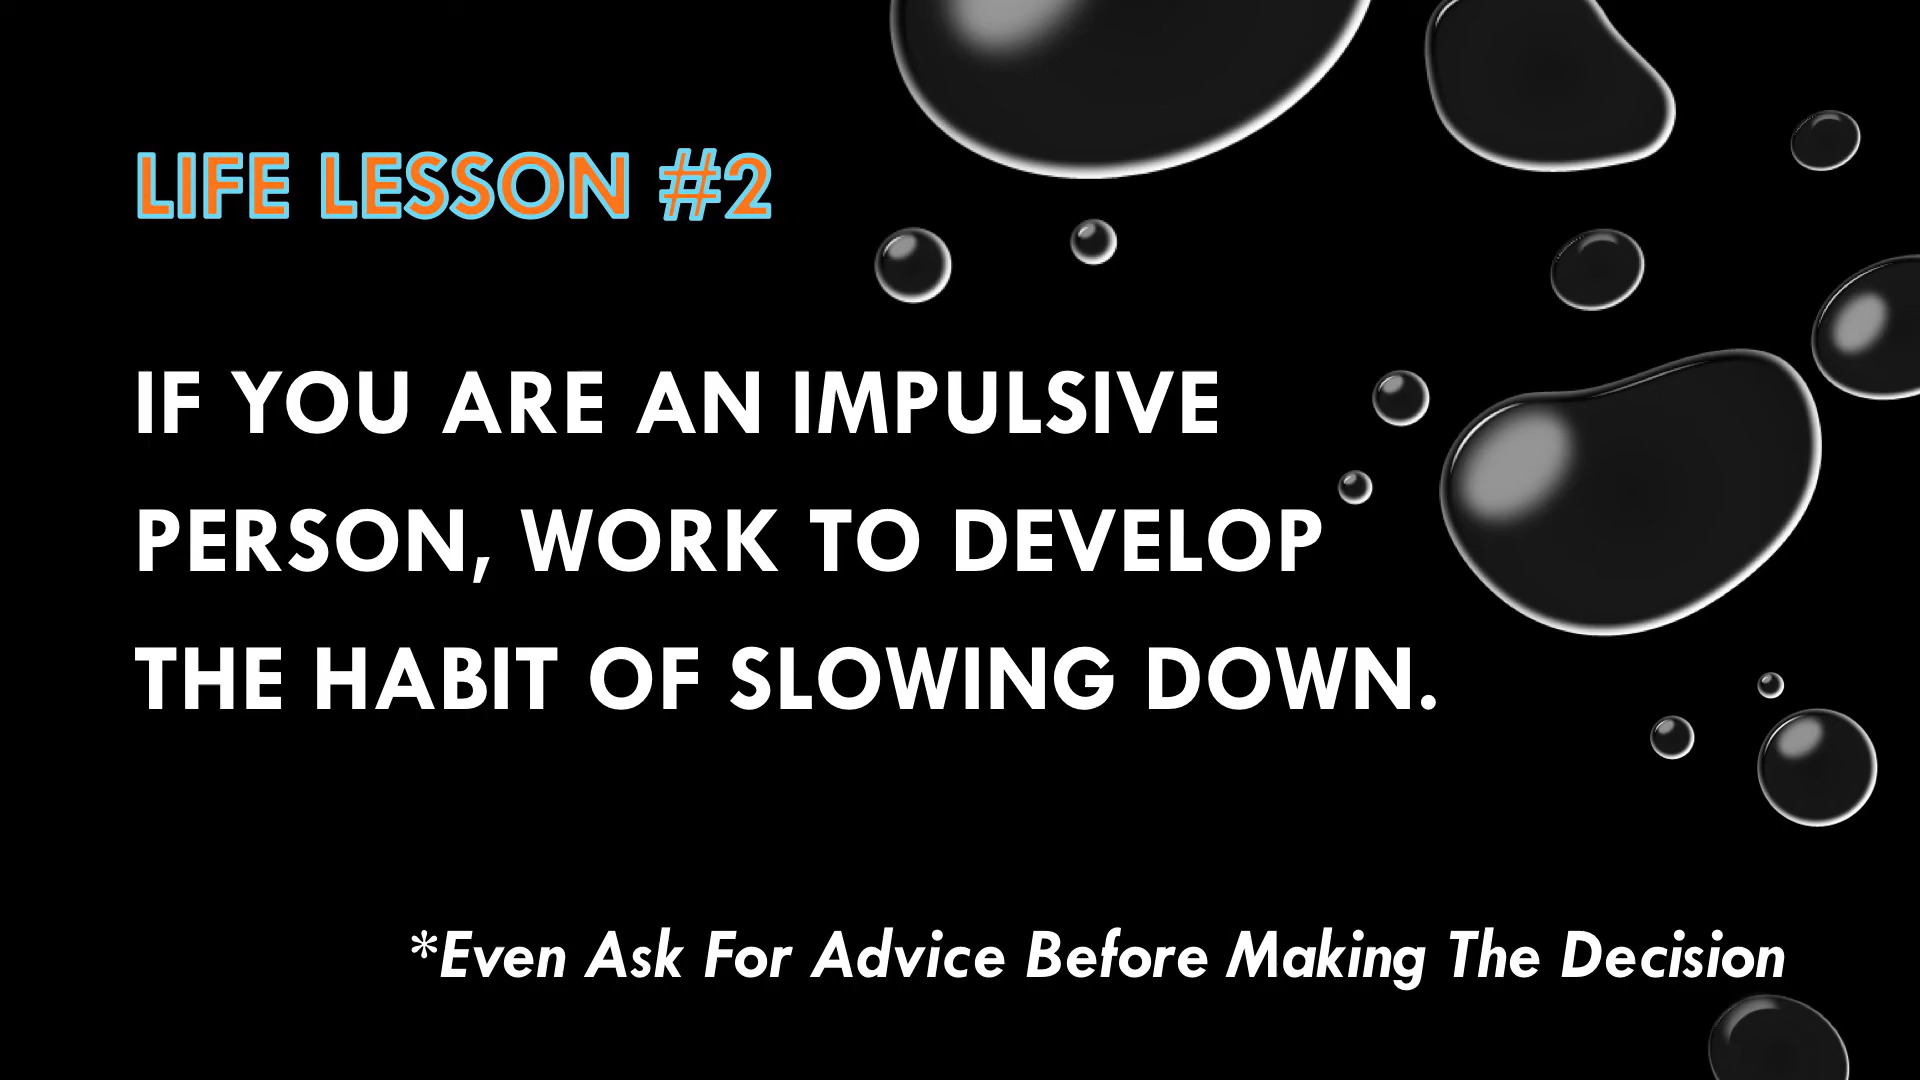 LIFE LESSON #2
IF YOU ARE AN IMPULSIVE
PERSON, WORK TO DEVELOP
THE HABIT OF SLOWING DOWN.
*Even Ask For Advice Before Making The Decision